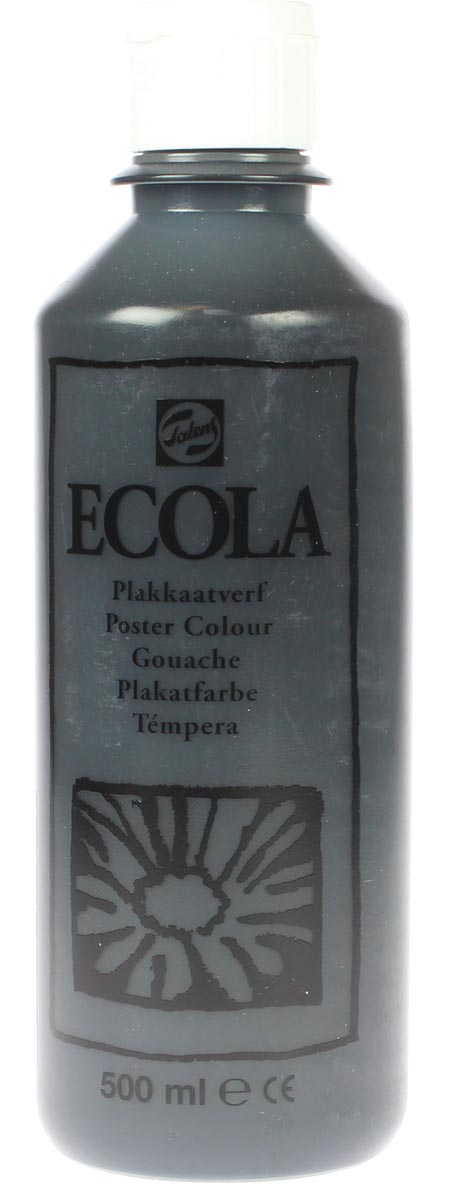 Talens
ECOLA
Plakkaatverf
Poster Colour
Gouache
Plakatfarbe
Témpera
500 ml ℮ CE